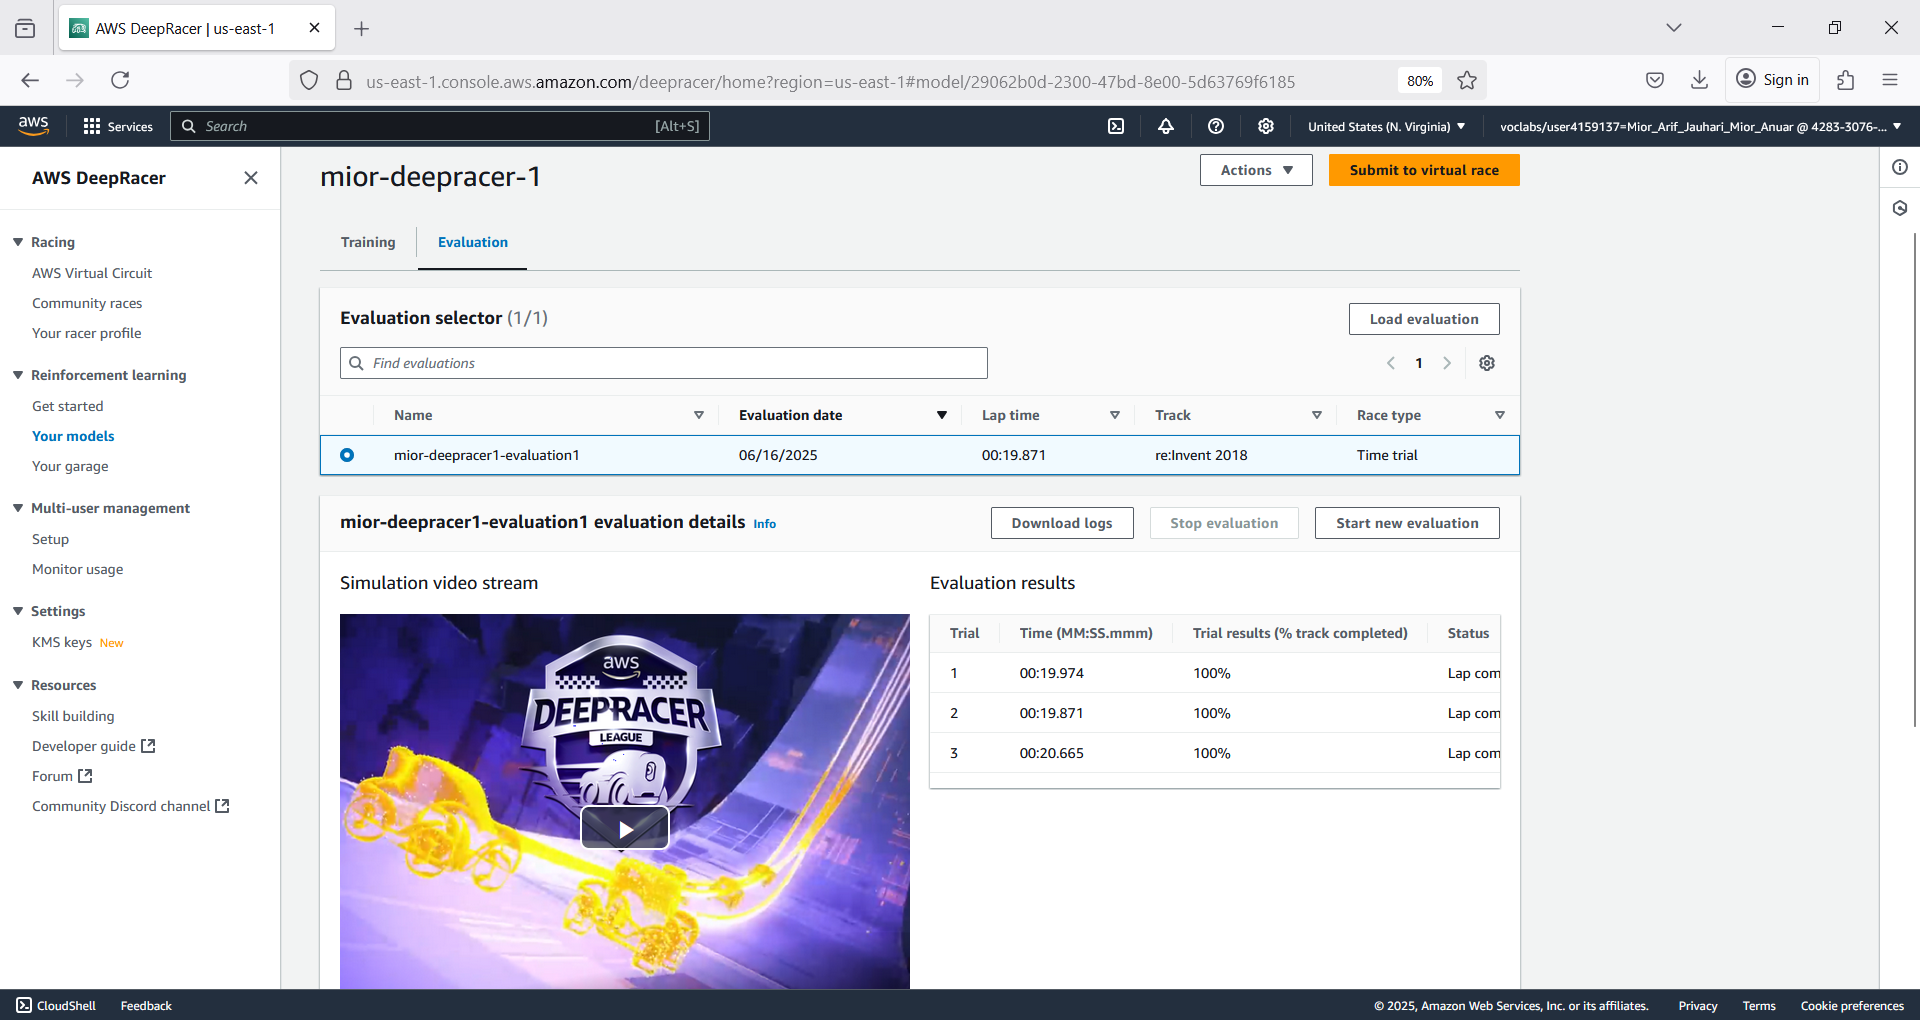 AWS DeepRacer | us-east-1
us-east-1.console.aws.amazon.com/deepracer/home?region=us-east-1#model/29062b0d-2300-47bd-8e00-5d63769f6185
80%
Sign in
aws
Services
Search
[Alt+S]
United States (N. Virginia)
voclabs/user4159137=Mior_Arif_Jauhari_Mior_Anuar @ 4283-3076-...
AWS DeepRacer
Racing
AWS Virtual Circuit
Community races
Your racer profile
Reinforcement learning
Get started
Your models
Your garage
Multi-user management
Setup
Monitor usage
Settings
KMS keys New
Resources
Skill building
Developer guide
Forum
Community Discord channel
mior-deepracer-1
Actions
Submit to virtual race
Training
Evaluation
Evaluation selector (1/1)
Load evaluation
Find evaluations
1
Name Evaluation date Lap time Track Race type
mior-deepracer1-evaluation1 06/16/2025 00:19.871 re:Invent 2018 Time trial
mior-deepracer1-evaluation1 evaluation details Info
Download logs
Stop evaluation
Start new evaluation
Simulation video stream
aws
DEEPRACER
LEAGUE
Evaluation results
Trial Time (MM:SS.mmm) Trial results (% track completed) Status
1 00:19.974 100% Lap com
2 00:19.871 100% Lap com
3 00:20.665 100% Lap com
CloudShell
Feedback
© 2025, Amazon Web Services, Inc. or its affiliates.
Privacy
Terms
Cookie preferences